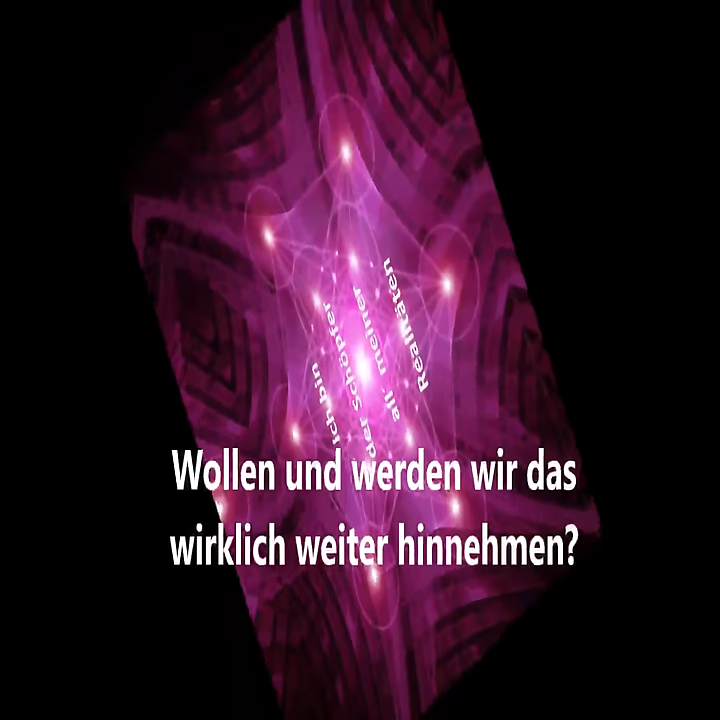 Ich bin
der Schöpfer
all´ meiner
Realitäten
Wollen und werden wir das
wirklich weiter hinnehmen?